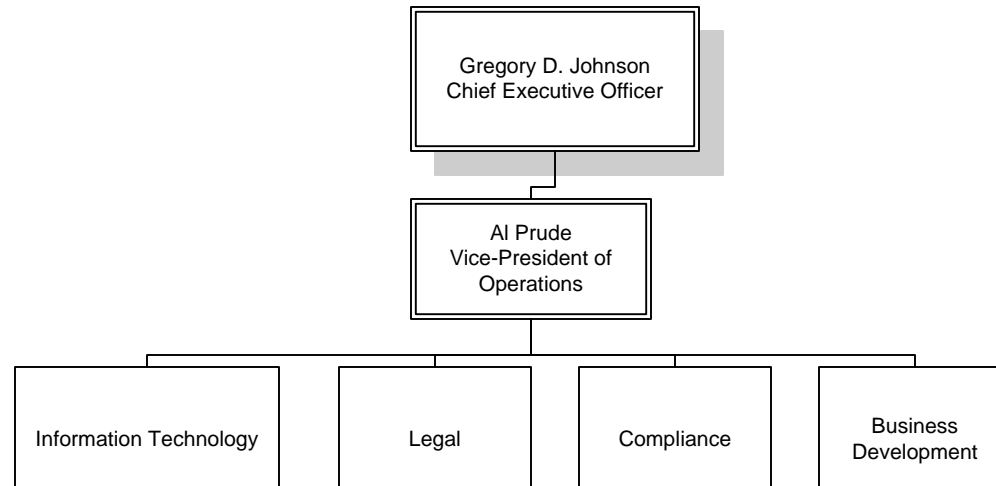 Gregory D. Johnson
Chief Executive Officer
Al Prude
Vice-President of
Operations
Information Technology
Legal
Compliance
Business
Development